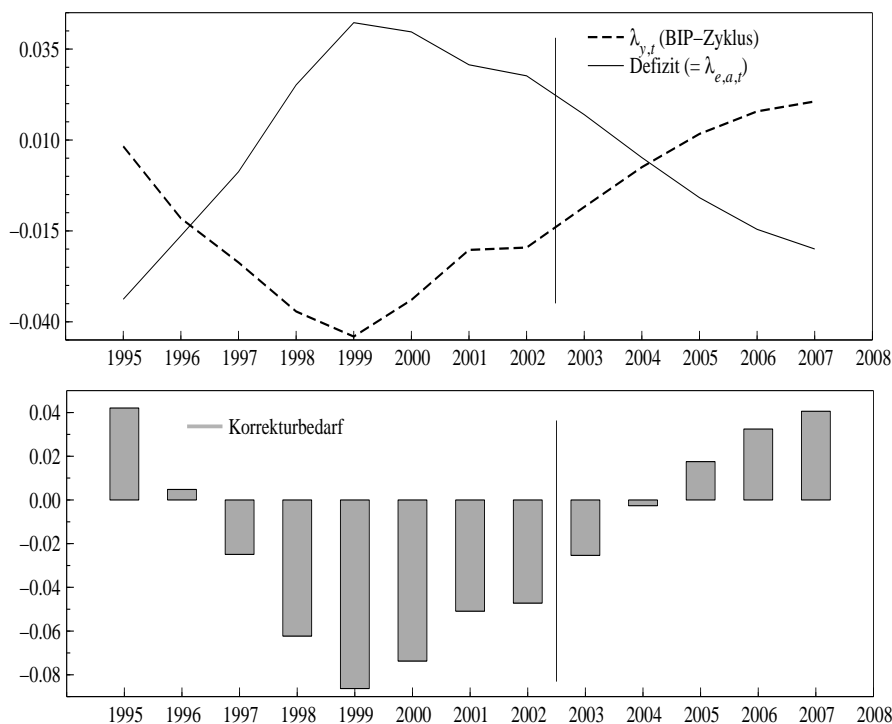 0.035
0.010
−0.015
−0.040
λy,t (BIP−Zyklus)
Defizit (= λe,a,t)
1995 1996 1997 1998 1999 2000 2001 2002 2003 2004 2005 2006 2007 2008
0.04
0.02
0.00
−0.02
−0.04
−0.06
−0.08
Korrekturbedarf
1995 1996 1997 1998 1999 2000 2001 2002 2003 2004 2005 2006 2007 2008